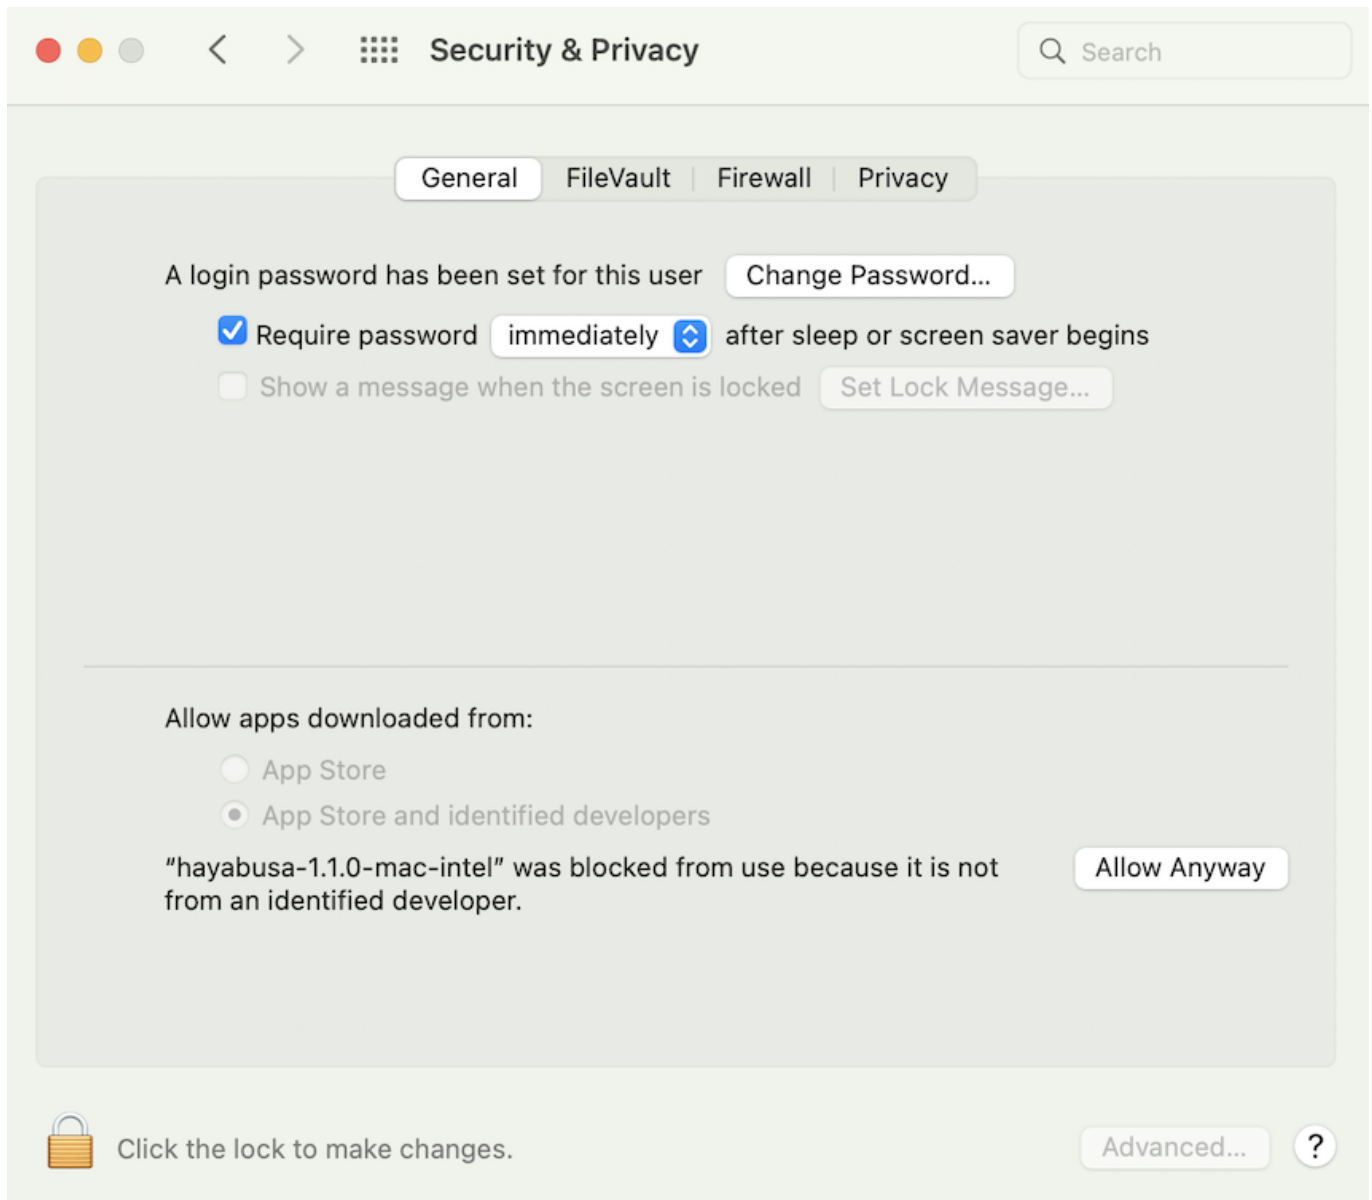 Security & Privacy
Search
General
FileVault
Firewall
Privacy
A login password has been set for this user
Change Password...
Require password
immediately
after sleep or screen saver begins
Show a message when the screen is locked
Set Lock Message...
Allow apps downloaded from:
App Store
App Store and identified developers
“hayabusa-1.1.0-mac-intel” was blocked from use because it is not
from an identified developer.
Allow Anyway
Click the lock to make changes.
Advanced...
?